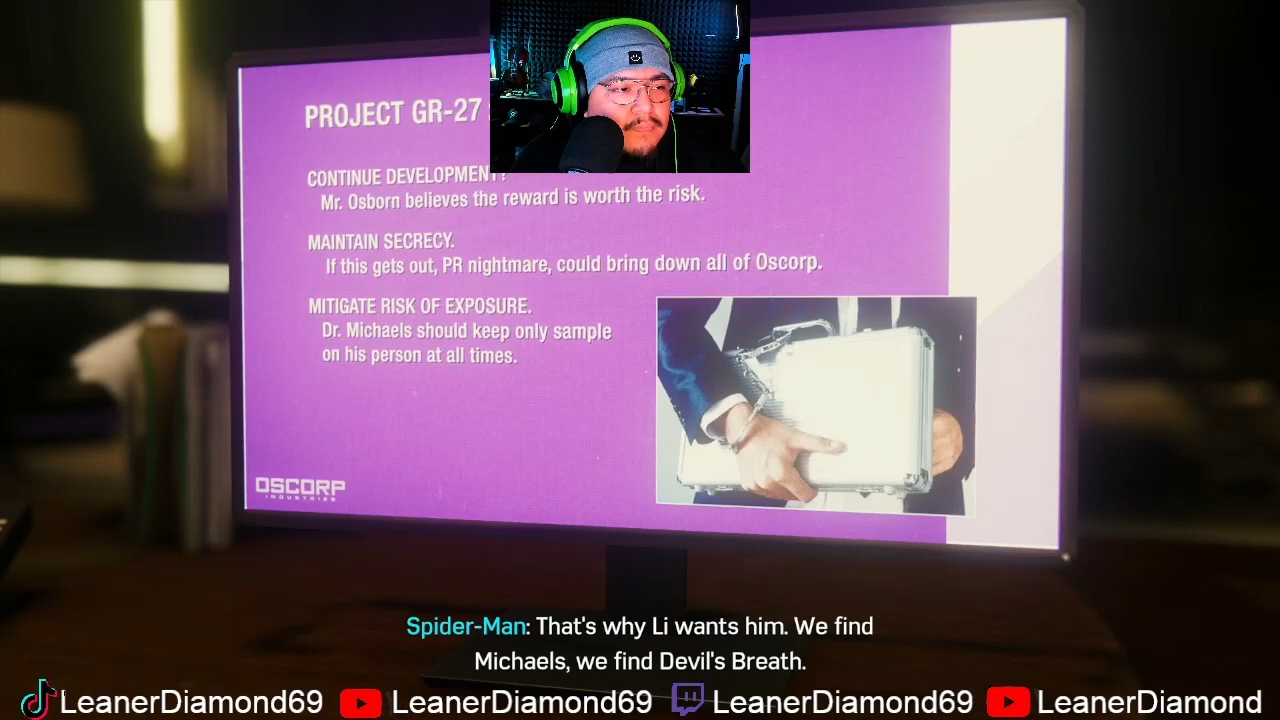 PROJECT GR-27
CONTINUE DEVELOPMENT?
Mr. Osborn believes the reward is worth the risk.
MAINTAIN SECRECY.
If this gets out, PR nightmare, could bring down all of Oscorp.
MITIGATE RISK OF EXPOSURE.
Dr. Michaels should keep only sample
on his person at all times.
OSCORP
INDUSTRIES
Spider-Man: That's why Li wants him. We find
Michaels, we find Devil's Breath.
LeanerDiamond69 LeanerDiamond69 LeanerDiamond69 LeanerDiamond